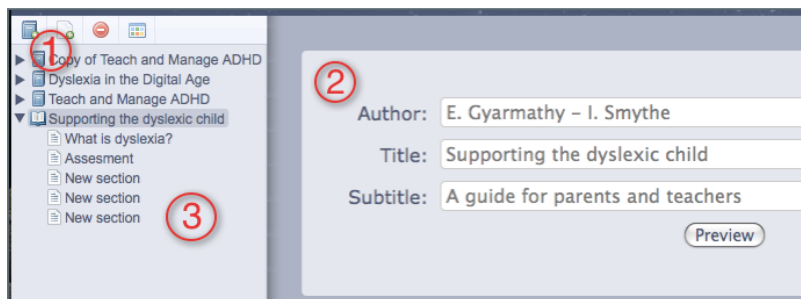 1
Copy of Teach and Manage ADHD
Dyslexia in the Digital Age
Teach and Manage ADHD
Supporting the dyslexic child
What is dyslexia?
Assesment
New section
New section
New section
3
2
Author: E. Gyarmathy – I. Smythe
Title: Supporting the dyslexic child
Subtitle: A guide for parents and teachers
Preview